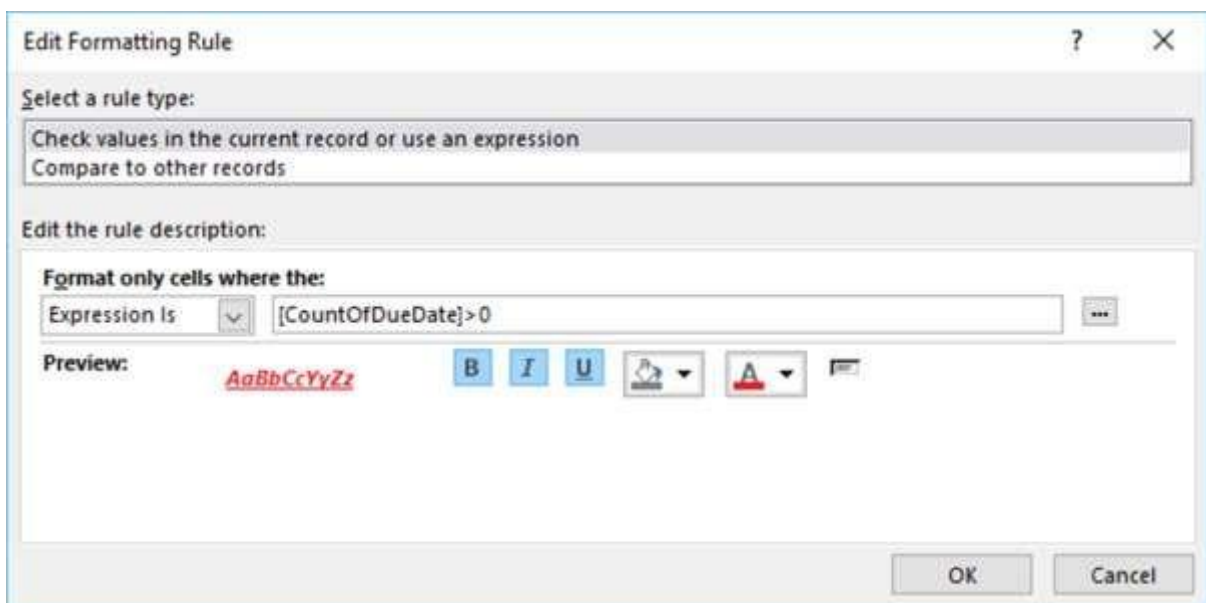 Edit Formatting Rule ?
Select a rule type:
Check values in the current record or use an expression
Compare to other records
Edit the rule description:
Format only cells where the:
Expression Is [CountOfDueDate]>0 ...
Preview: AaBbCcYyZz B I U A
OK Cancel